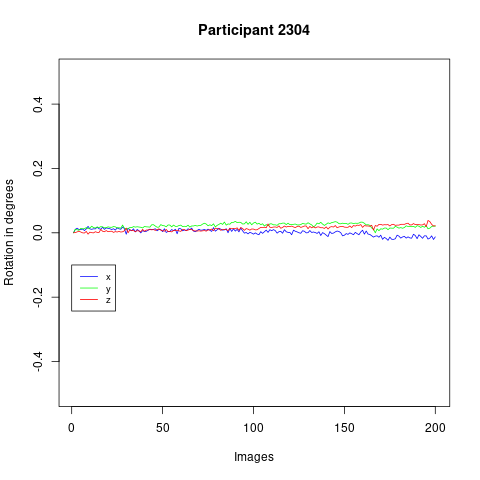 Participant 2304
Rotation in degrees
0.4
0.2
0.0
-0.2
-0.4
x
y
z
0 50 100 150 200
Images